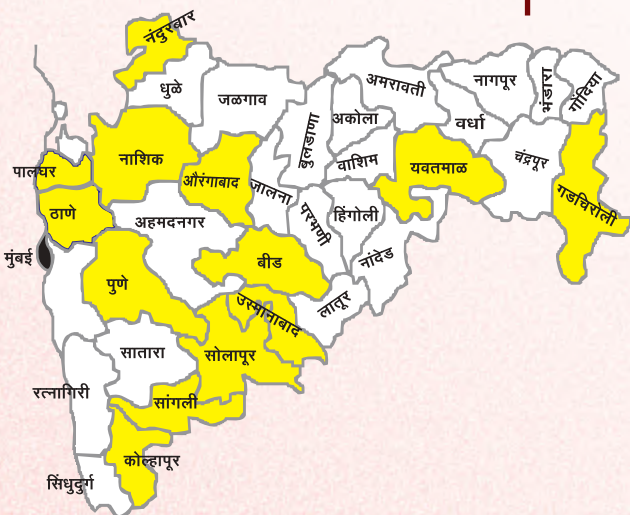 नंदुरबार
धुळे
जळगाव
बुलडाणा
अकोला
अमरावती
नागपूर
वर्धा
भंडारा
गोंदिया
पालघर
नाशिक
औरंगाबाद
जालना
वाशिम
यवतमाळ
चंद्रपूर
गडचिरोली
ठाणे
अहमदनगर
परभणी
हिंगोली
मुंबई
पुणे
बीड
नांदेड
उस्मानाबाद
लातूर
सातारा
सोलापूर
रत्नागिरी
सांगली
कोल्हापूर
सिंधुदुर्ग